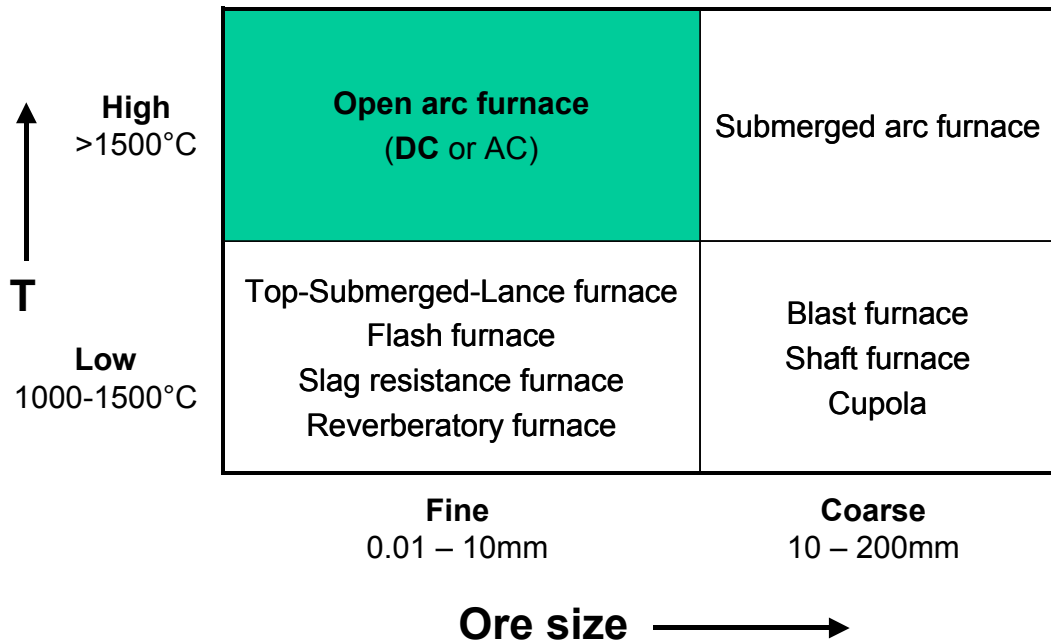 High
>1500°C
Open arc furnace
(DC or AC)
Submerged arc furnace
T
Low
1000-1500°C
Top-Submerged-Lance furnace
Flash furnace
Slag resistance furnace
Reverberatory furnace
Blast furnace
Shaft furnace
Cupola
Fine
0.01 – 10mm
Coarse
10 – 200mm
Ore size